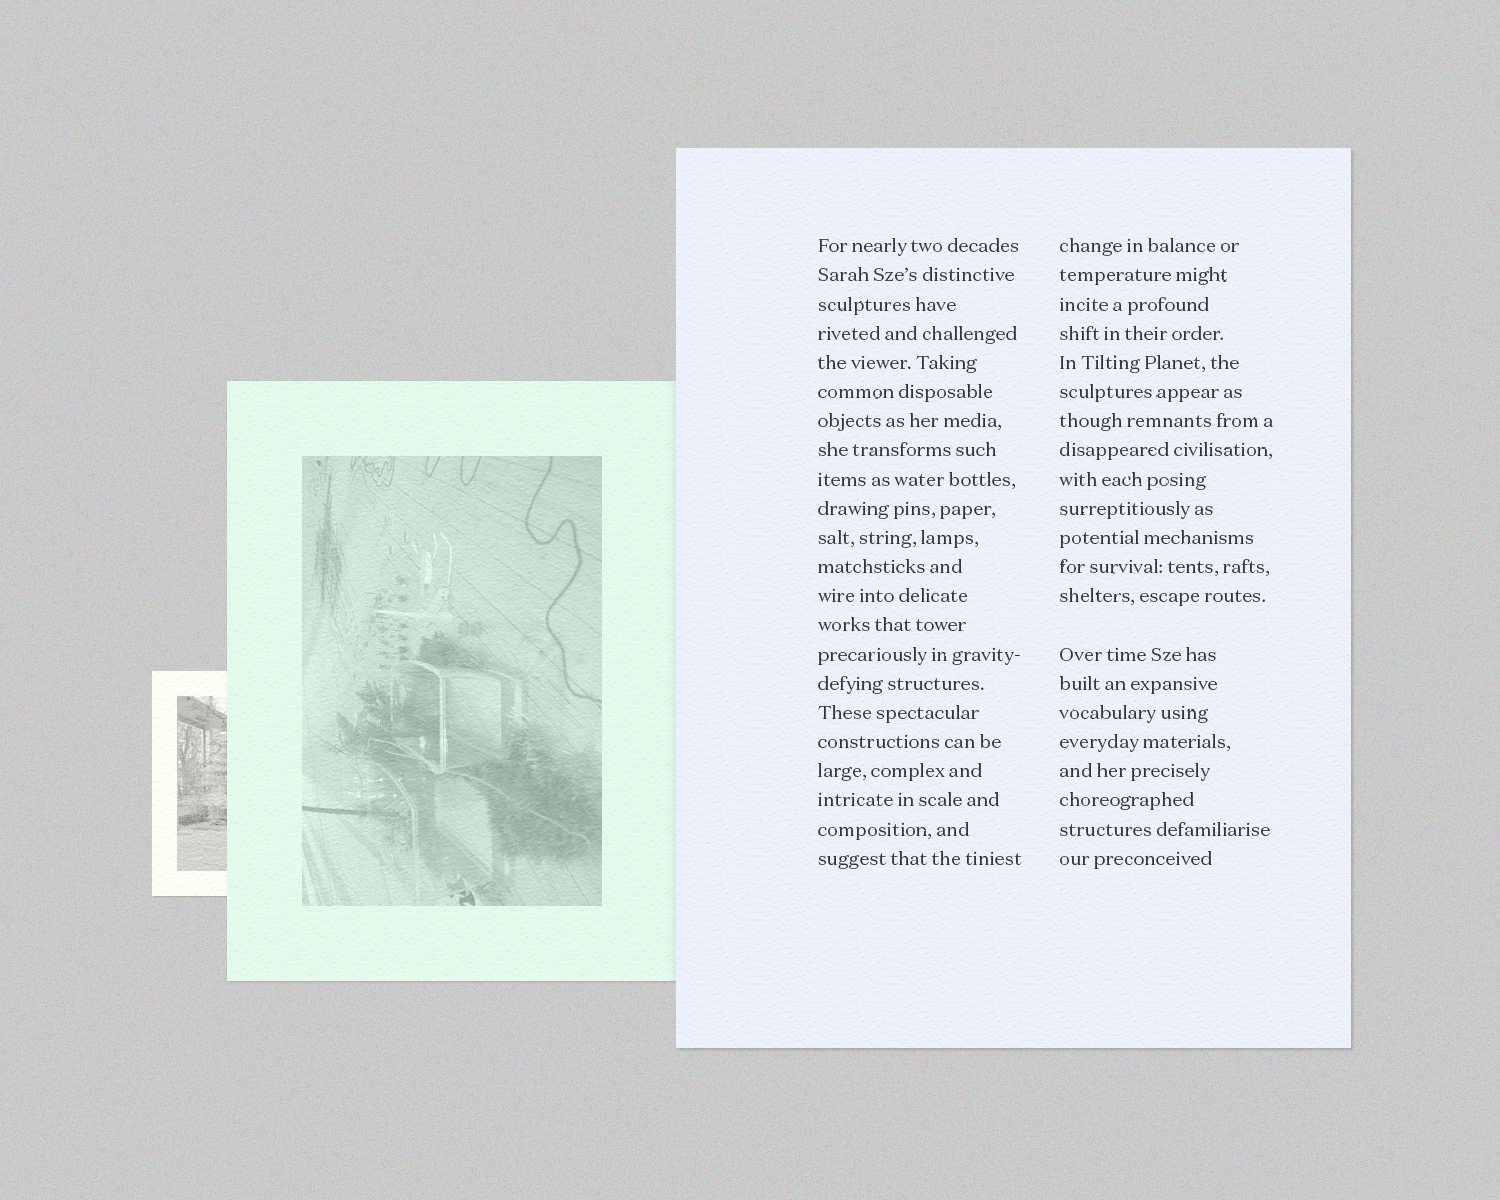 For nearly two decades
Sarah Sze’s distinctive
sculptures have
riveted and challenged
the viewer. Taking
common disposable
objects as her media,
she transforms such
items as water bottles,
drawing pins, paper,
salt, string, lamps,
matchsticks and
wire into delicate
works that tower
precariously in gravity-
defying structures.
These spectacular
constructions can be
large, complex and
intricate in scale and
composition, and
suggest that the tiniest
change in balance or
temperature might
incite a profound
shift in their order.
In Tilting Planet, the
sculptures appear as
though remnants from a
disappeared civilisation,
with each posing
surreptitiously as
potential mechanisms
for survival: tents, rafts,
shelters, escape routes.
Over time Sze has
built an expansive
vocabulary using
everyday materials,
and her precisely
choreographed
structures defamiliarise
our preconceived